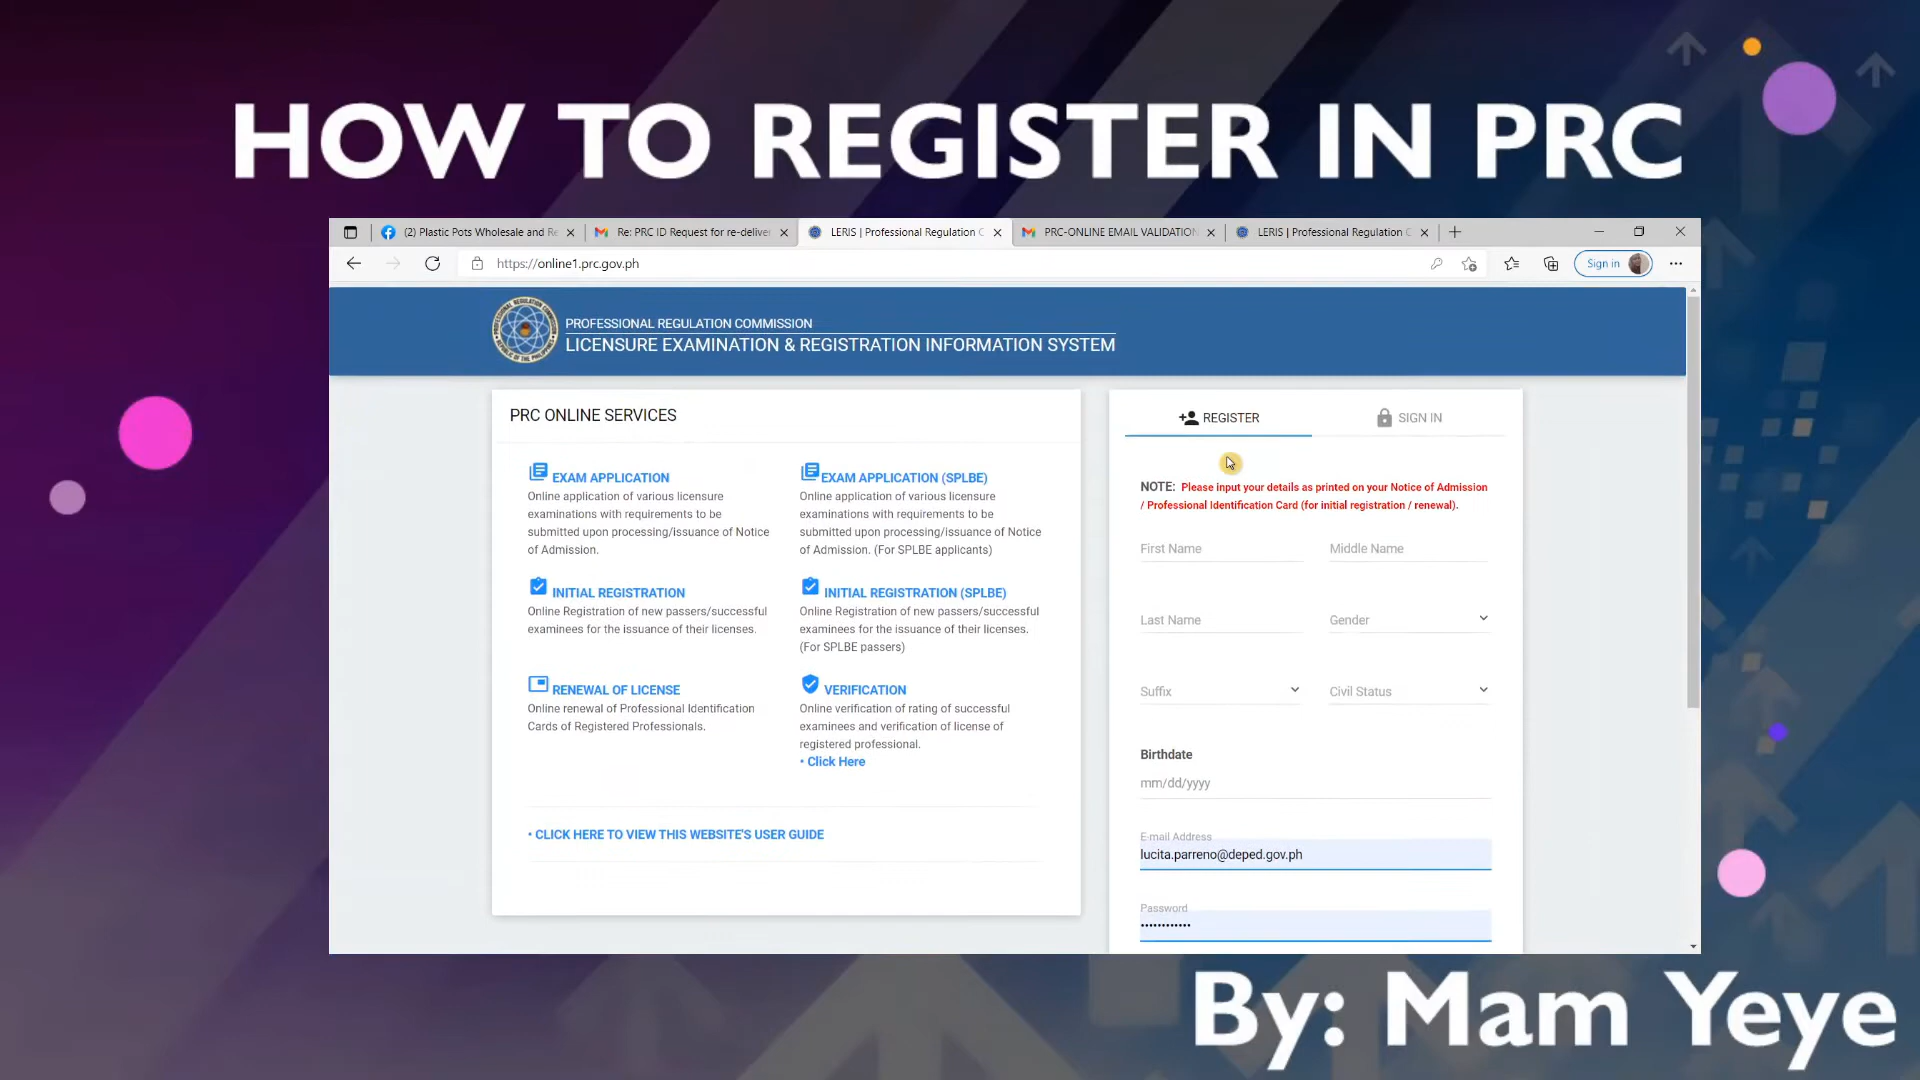 HOW TO REGISTER IN PRC
(2) Plastic Pots Wholesale and Re
Re: PRC ID Request for re-deliver
LERIS | Professional Regulation C
PRC-ONLINE EMAIL VALIDATION
LERIS | Professional Regulation C
https://online1.prc.gov.ph
Sign in
PROFESSIONAL REGULATION COMMISSION
LICENSURE EXAMINATION & REGISTRATION INFORMATION SYSTEM
PRC ONLINE SERVICES
EXAM APPLICATION
Online application of various licensure
examinations with requirements to be
submitted upon processing/issuance of Notice
of Admission.
EXAM APPLICATION (SPLBE)
Online application of various licensure
examinations with requirements to be
submitted upon processing/issuance of Notice
of Admission. (For SPLBE applicants)
INITIAL REGISTRATION
Online Registration of new passers/successful
examinees for the issuance of their licenses.
INITIAL REGISTRATION (SPLBE)
Online Registration of new passers/successful
examinees for the issuance of their licenses.
(For SPLBE passers)
RENEWAL OF LICENSE
Online renewal of Professional Identification
Cards of Registered Professionals.
VERIFICATION
Online verification of rating of successful
examinees and verification of license of
registered professional.
• Click Here
• CLICK HERE TO VIEW THIS WEBSITE'S USER GUIDE
REGISTER
SIGN IN
NOTE: Please input your details as printed on your Notice of Admission
/ Professional Identification Card (for initial registration / renewal).
First Name
Middle Name
Last Name
Gender
Suffix
Civil Status
Birthdate
mm/dd/yyyy
E-mail Address
lucita.parreno@deped.gov.ph
Password
••••••••••••
By: Mam Yeye